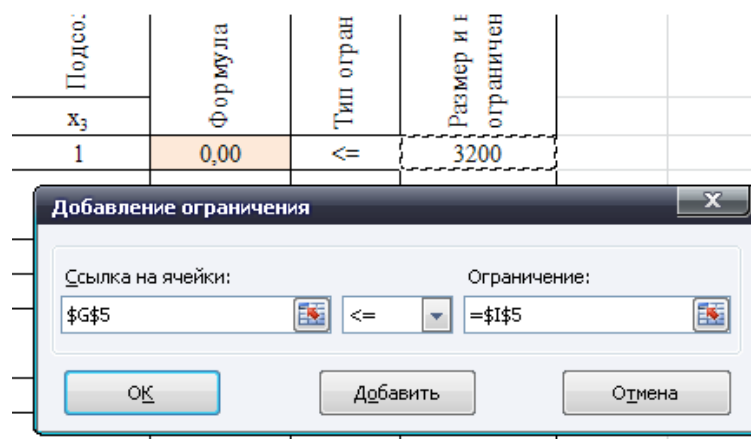 Подсо
Формула
Тип огран
Размер и
ограничен
x₃
1 0,00 <= 3200
Добавление ограничения
Ссылка на ячейки: Ограничение:
$G$5 <= =$I$5
OK Добавить Отмена